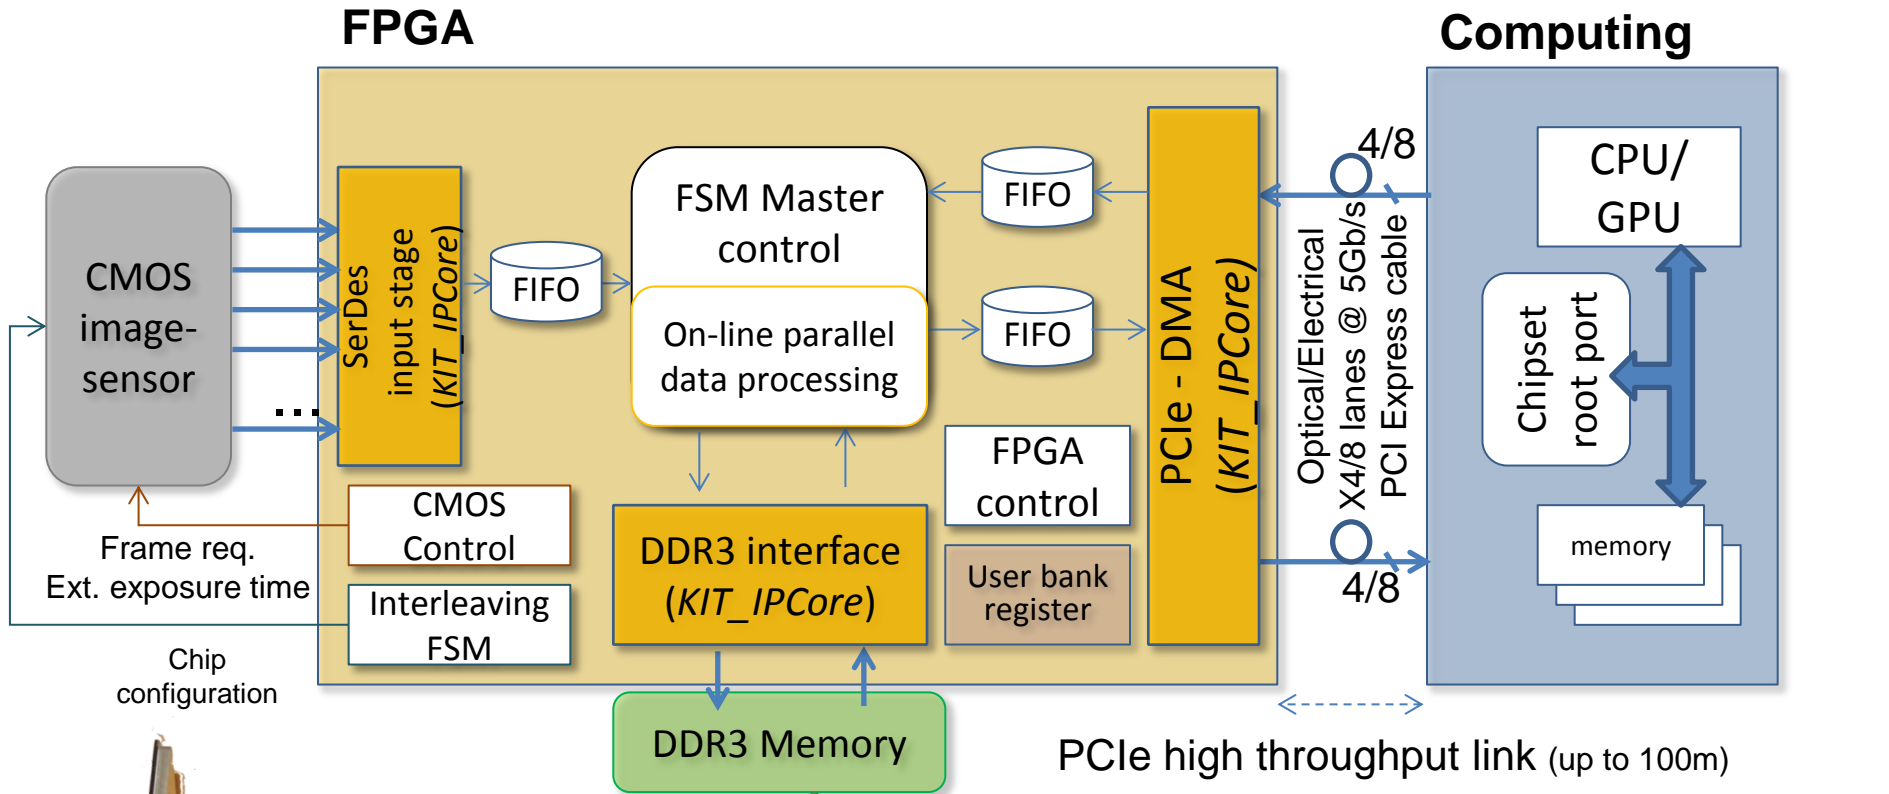 FPGA
Computing
CMOS
image-
sensor
...
SerDes
input stage
(KIT_IPCore)
FIFO
FSM Master
control
On-line parallel
data processing
FIFO
FIFO
PCIe - DMA
(KIT_IPCore)
4/8
Optical/Electrical
X4/8 lanes @ 5Gb/s
PCI Express cable
4/8
CPU/
GPU
Chipset
root port
memory
CMOS
Control
Interleaving
FSM
Frame req.
Ext. exposure time
Chip
configuration
DDR3 interface
(KIT_IPCore)
FPGA
control
User bank
register
DDR3 Memory
PCIe high throughput link (up to 100m)